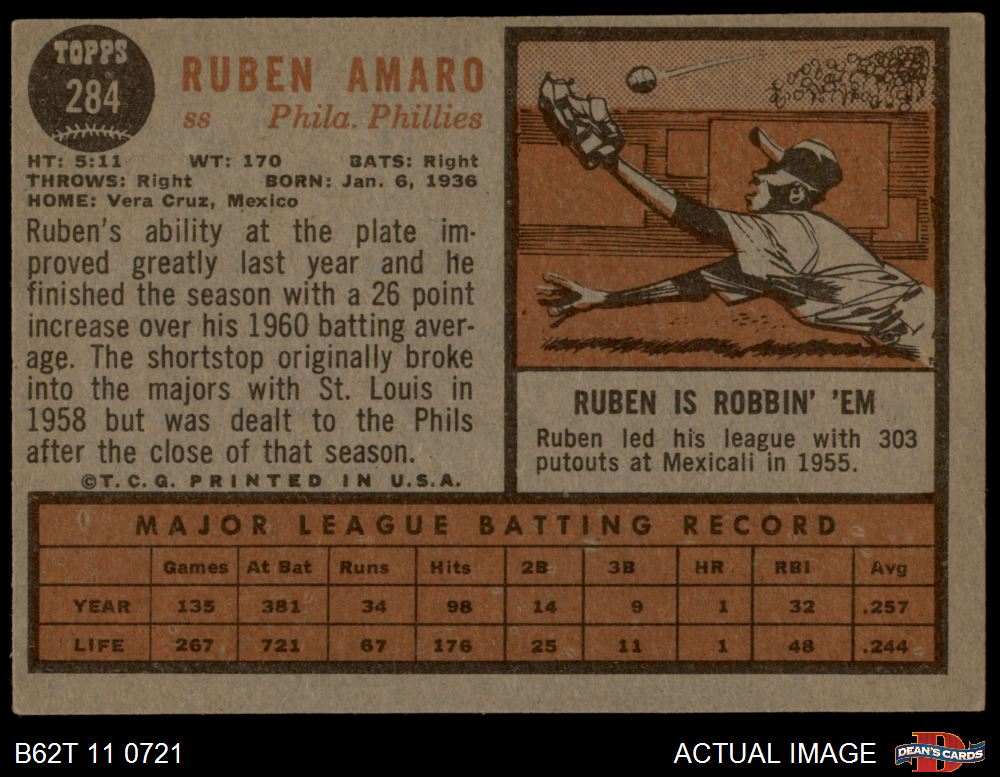 TOPPS
284
RUBEN AMARO
ss Phila. Phillies
HT: 5:11 WT: 170 BATS: Right
THROWS: Right BORN: Jan. 6, 1936
HOME: Vera Cruz, Mexico
Ruben's ability at the plate im-
proved greatly last year and he
finished the season with a 26 point
increase over his 1960 batting aver-
age. The shortstop originally broke
into the majors with St. Louis in
1958 but was dealt to the Phils
after the close of that season.
©T.C.G. PRINTED IN U.S.A.
RUBEN IS ROBBIN' 'EM
Ruben led his league with 303
putouts at Mexicali in 1955.
MAJOR LEAGUE BATTING RECORD
Games At Bat Runs Hits 2B 3B HR RBI Avg
YEAR 135 381 34 98 14 9 1 32 .257
LIFE 267 721 67 176 25 11 1 48 .244
B62T 11 0721
ACTUAL IMAGE
D
DEAN'S CARDS